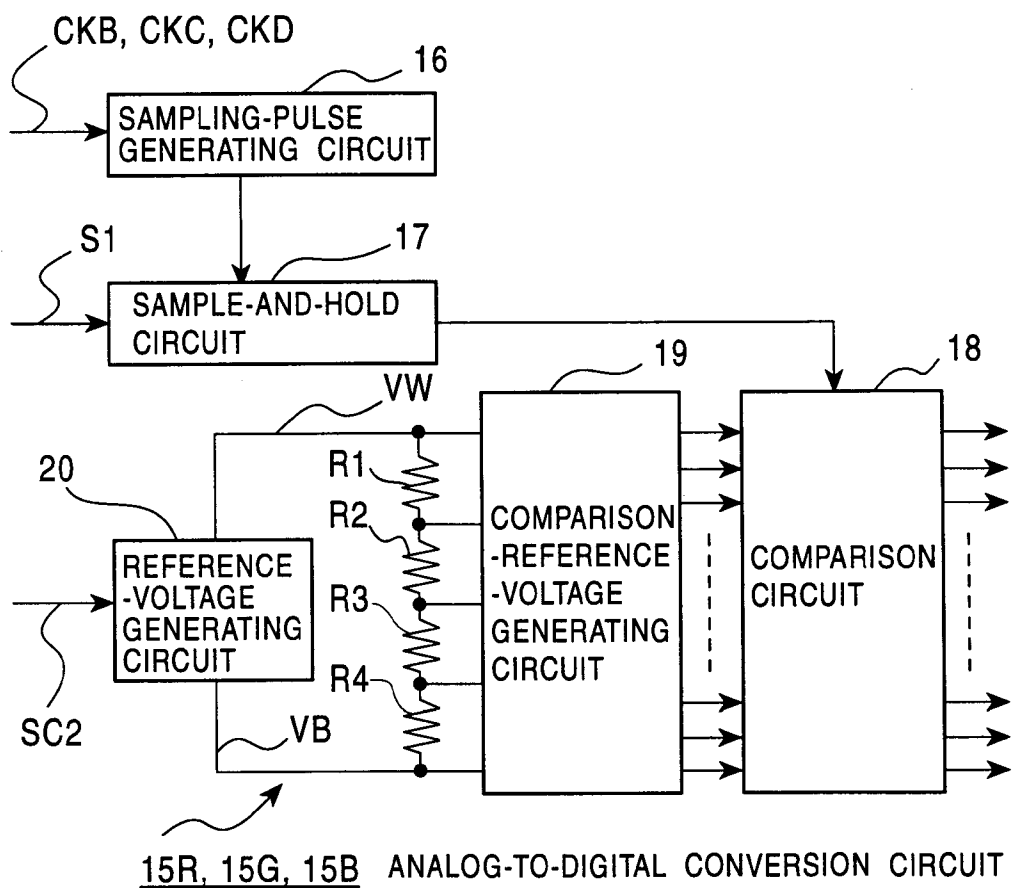 CKB, CKC, CKD
16
SAMPLING-PULSE
GENERATING CIRCUIT
S1
17
SAMPLE-AND-HOLD
CIRCUIT
19
18
VW
20
R1
R2
R3
R4
REFERENCE
-VOLTAGE
GENERATING
CIRCUIT
COMPARISON
-REFERENCE
-VOLTAGE
GENERATING
CIRCUIT
COMPARISON
CIRCUIT
SC2
VB
15R, 15G, 15B ANALOG-TO-DIGITAL CONVERSION CIRCUIT